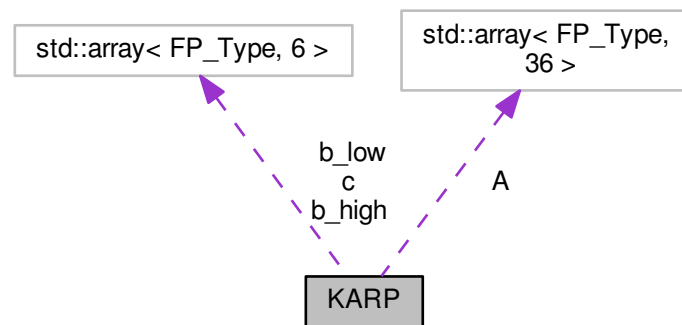 std::array< FP_Type, 6 >
std::array< FP_Type,
36 >
b_low
c
b_high
A
KARP